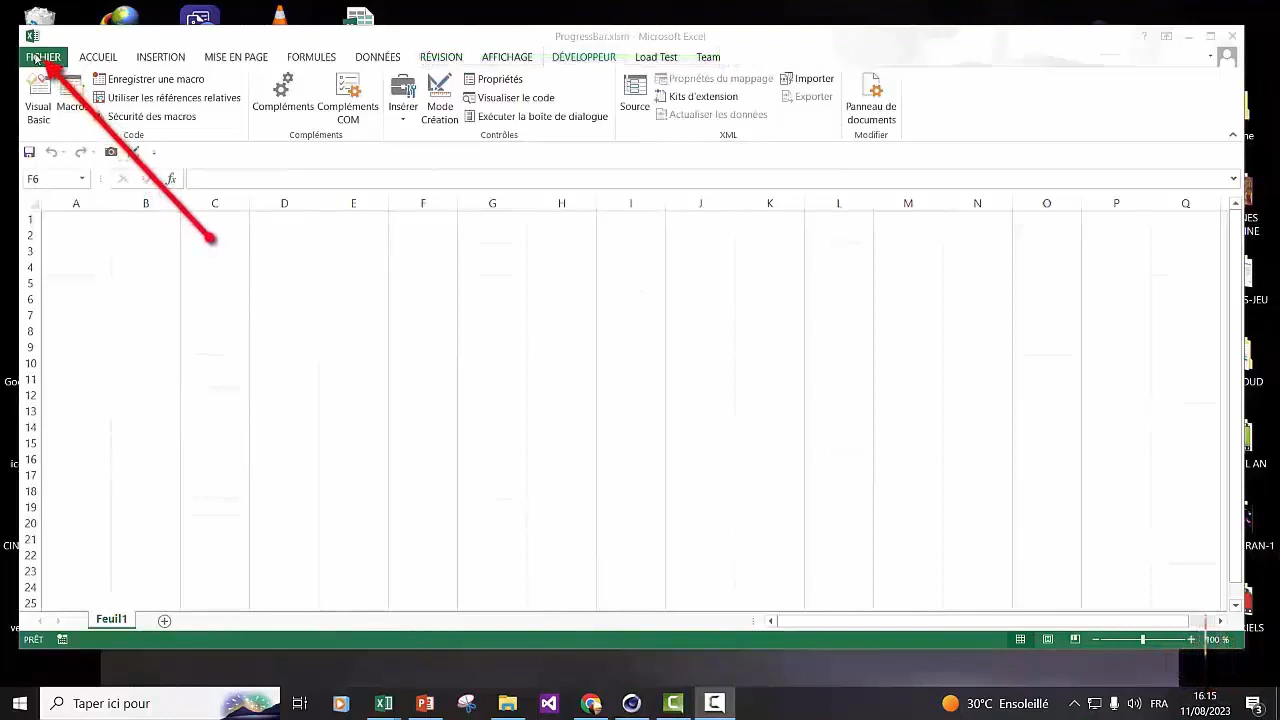 ProgressBar.xlsm - Microsoft Excel
?
FICHIER ACCUEIL INSERTION MISE EN PAGE FORMULES DONNÉES RÉVISION AFFICHAGE DÉVELOPPEUR Load Test Team
Visual Basic
Enregistrer une macro
Utiliser les références relatives
Sécurité des macros
Code
Compléments
Compléments COM
Compléments
Insérer
Mode Création
Propriétés
Visualiser le code
Exécuter la boîte de dialogue
Contrôles
Source
Propriétés du mappage
Kits d'extension
Actualiser les données
Importer
Exporter
XML
Panneau de documents
Modifier
F6
fx
A B C D E F G H I J K L M N O P Q
1
2
3
4
5
6
7
8
9
10
11
12
13
14
15
16
17
18
19
20
21
22
23
24
25
Feuil1
PRÊT
100 %
Taper ici pour
30°C Ensoleillé
FRA
16.15
11/08/2023
3